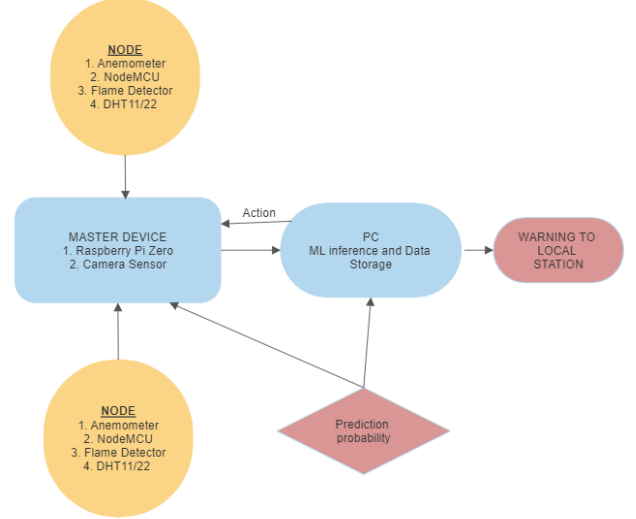 NODE
1. Anemometer
2. NodeMCU
3. Flame Detector
4. DHT11/22
Action
MASTER DEVICE
1. Raspberry Pi Zero
2. Camera Sensor
PC
ML inference and Data
Storage
WARNING TO
LOCAL
STATION
NODE
1. Anemometer
2. NodeMCU
3. Flame Detector
4. DHT11/22
Prediction
probability